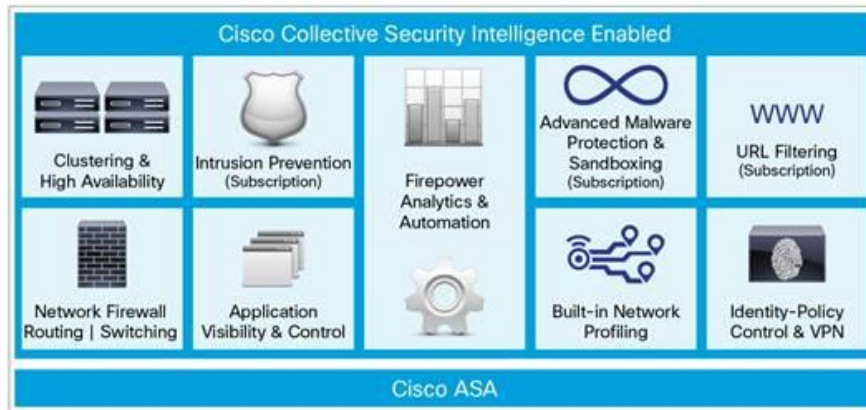 Cisco Collective Security Intelligence Enabled
Clustering &
High Availability
Intrusion Prevention
(Subscription)
Firepower
Analytics &
Automation
Advanced Malware
Protection &
Sandboxing
(Subscription)
WWW
URL Filtering
(Subscription)
Network Firewall
Routing | Switching
Application
Visibility & Control
Built-in Network
Profiling
Identity-Policy
Control & VPN
Cisco ASA